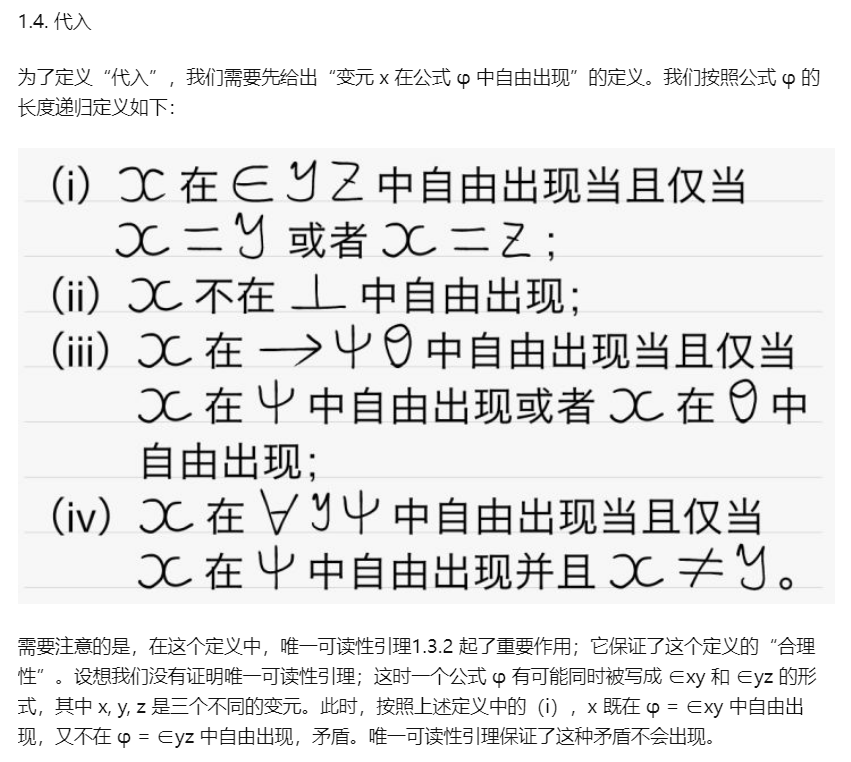 1.4. 代入
为了定义“代入”，我们需要先给出“变元 x 在公式 φ 中自由出现”的定义。我们按照公式 φ 的
长度递归定义如下：
(i) x 在 ∈yz 中自由出现当且仅当
x = y 或者 x = z；
(ii) x 不在 ⊥ 中自由出现；
(iii) x 在 →ψθ 中自由出现当且仅当
x 在 ψ 中自由出现或者 x 在 θ 中
自由出现；
(iv) x 在 ∀yψ 中自由出现当且仅当
x 在 ψ 中自由出现并且 x ≠ y。
需要注意的是，在这个定义中，唯一可读性引理1.3.2 起了重要作用；它保证了这个定义的“合理
性”。设想我们没有证明唯一可读性引理；这时一个公式 φ 有可能同时被写成 ∈xy 和 ∈yz 的形
式，其中 x, y, z 是三个不同的变元。此时，按照上述定义中的（i），x 既在 φ = ∈xy 中自由出
现，又不在 φ = ∈yz 中自由出现，矛盾。唯一可读性引理保证了这种矛盾不会出现。